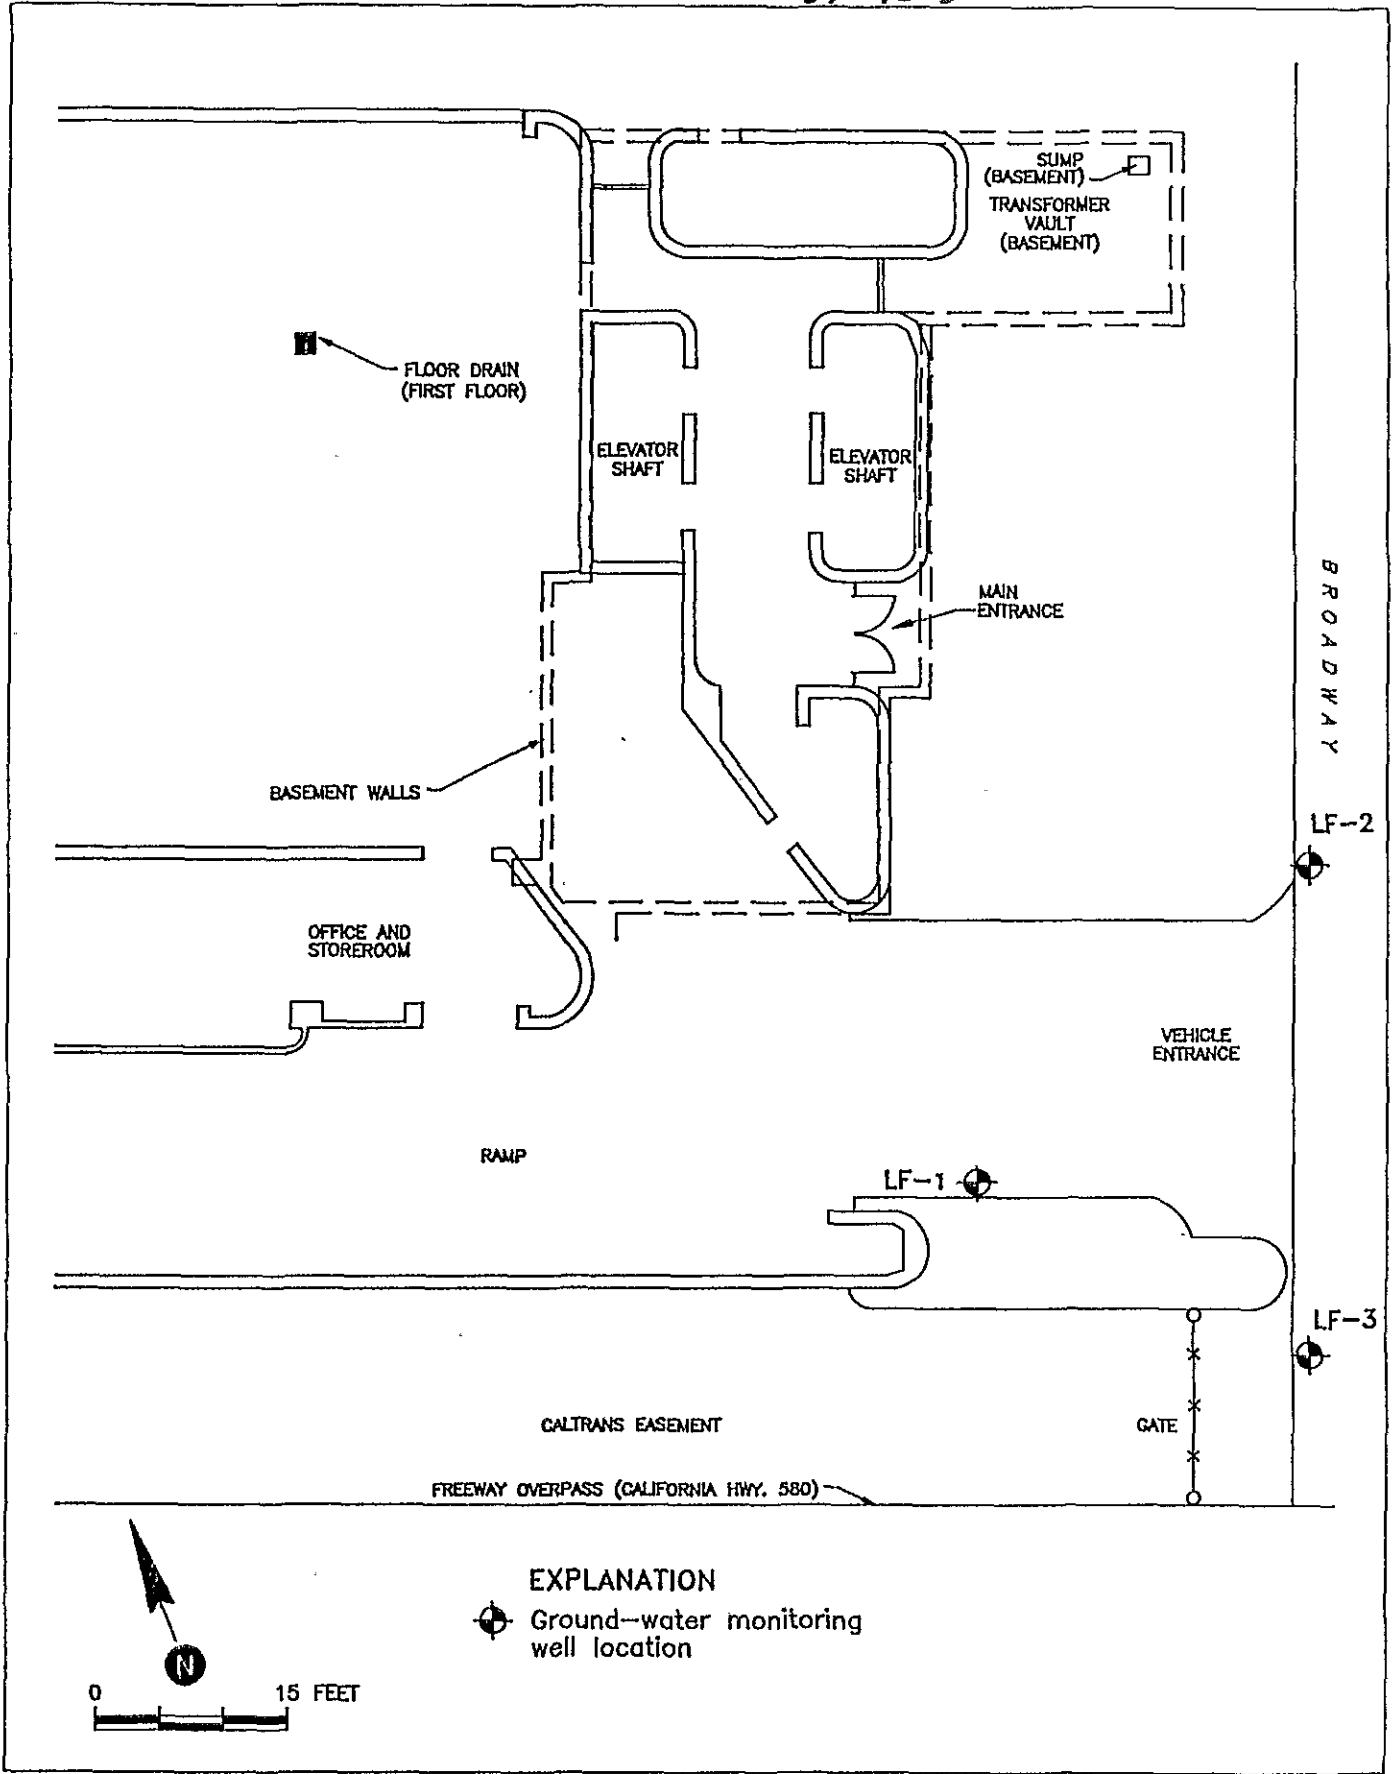 SUMP
(BASEMENT)
TRANSFORMER
VAULT
(BASEMENT)
FLOOR DRAIN
(FIRST FLOOR)
ELEVATOR
SHAFT
ELEVATOR
SHAFT
MAIN
ENTRANCE
BROADWAY
BASEMENT WALLS
LF-2
OFFICE AND
STOREROOM
VEHICLE
ENTRANCE
RAMP
LF-1
LF-3
CALTRANS EASEMENT
GATE
FREEWAY OVERPASS (CALIFORNIA HWY. 580)
EXPLANATION
Ground-water monitoring
well location
N
0 15 FEET